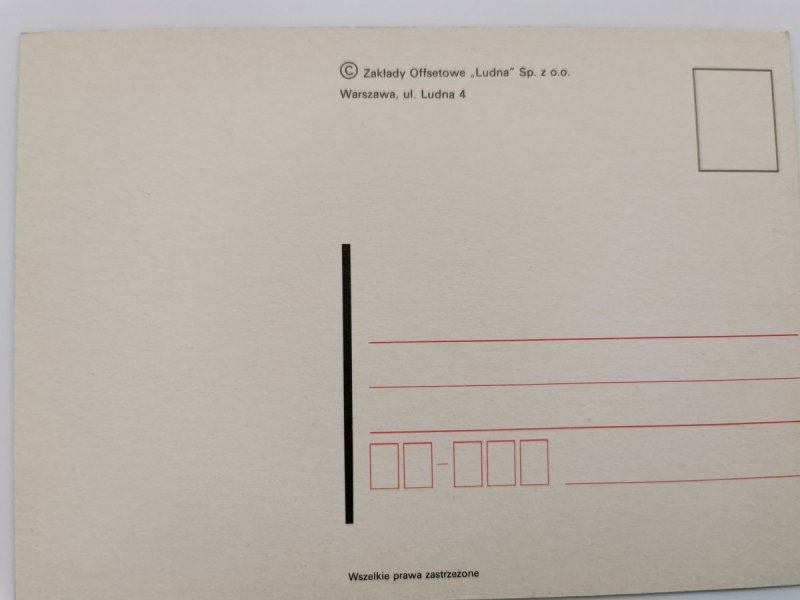 © Zakłady Offsetowe „Ludna” Sp. z o.o.
Warszawa, ul. Ludna 4
Wszelkie prawa zastrzeżone